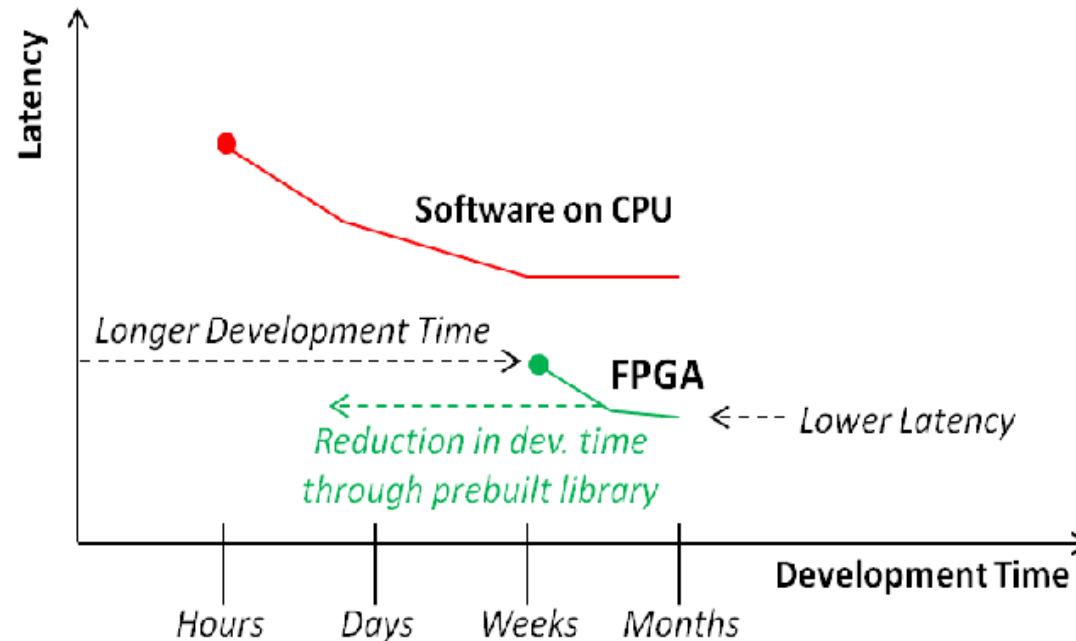 Latency
Software on CPU
Longer Development Time
FPGA
Lower Latency
Reduction in dev. time
through prebuilt library
Development Time
Hours Days Weeks Months